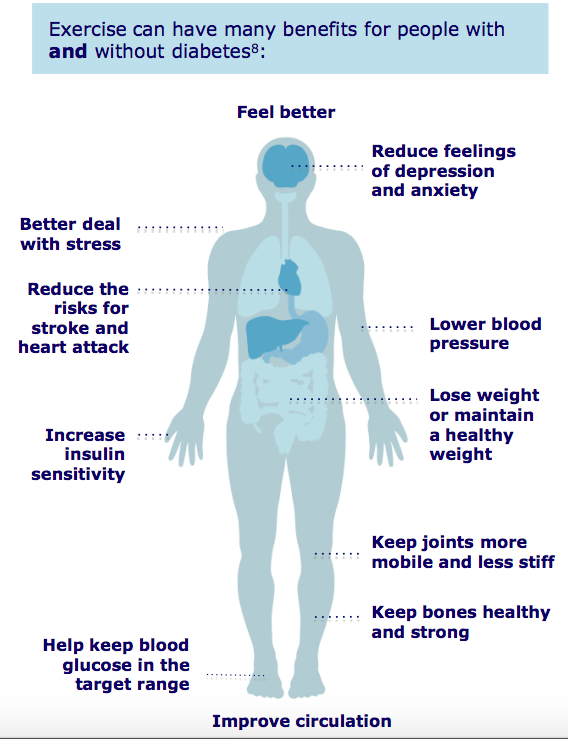 Exercise can have many benefits for people with
and without diabetes⁸:
Feel better
Reduce feelings
of depression
and anxiety
Better deal
with stress
Reduce the
risks for
stroke and
heart attack
Lower blood
pressure
Lose weight
or maintain
a healthy
weight
Increase
insulin
sensitivity
Keep joints more
mobile and less stiff
Keep bones healthy
and strong
Help keep blood
glucose in the
target range
Improve circulation